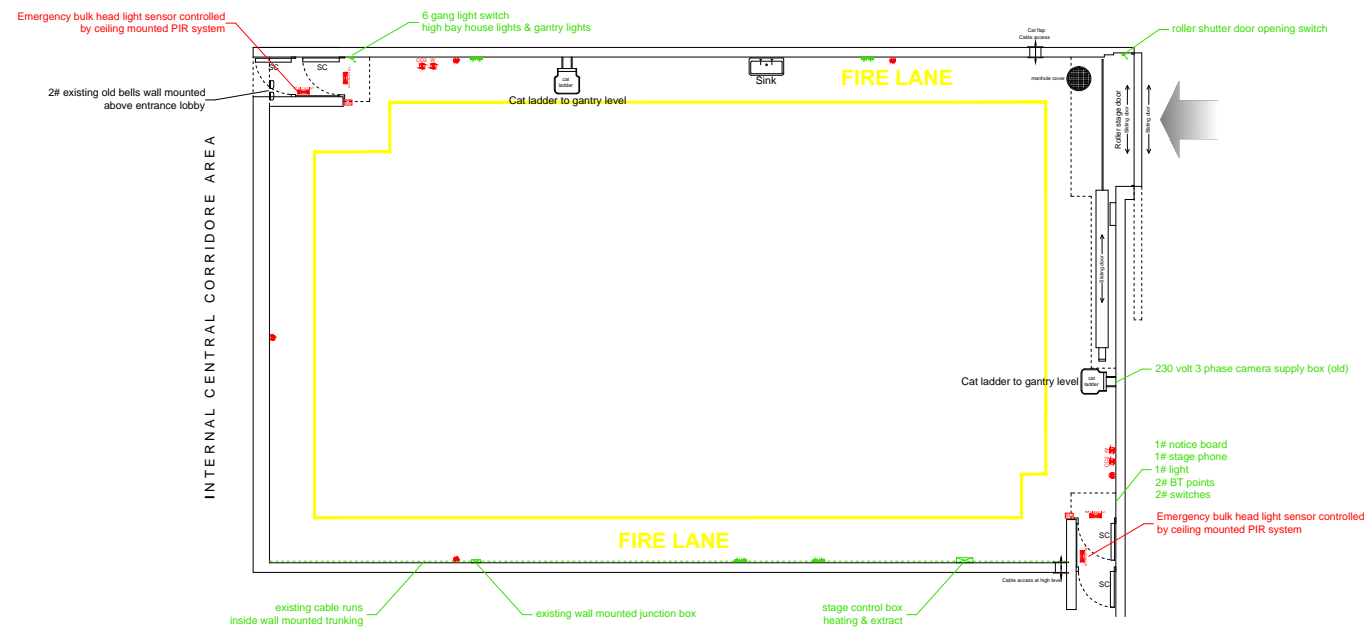 Emergency bulk head light sensor controlled
by ceiling mounted PIR system
6 gang light switch
high bay house lights & gantry lights
Cat flap
Cable access
roller shutter door opening switch
SC
SC
CO2
W
cat
ladder
Sink
FIRE LANE
manhole cover
Cat ladder to gantry level
2# existing old bells wall mounted
above entrance lobby
Roller stage door
Sliding door
Sliding door
INTERNAL CENTRAL CORRIDORE AREA
Sliding door
Cat ladder to gantry level
cat
ladder
230 volt 3 phase camera supply box (old)
1# notice board
1# stage phone
1# light
2# BT points
2# switches
W
CO2
Emergency bulk head light sensor controlled
by ceiling mounted PIR system
SC
SC
FIRE LANE
Cable access at high level
existing cable runs
inside wall mounted trunking
existing wall mounted junction box
stage control box
heating & extract